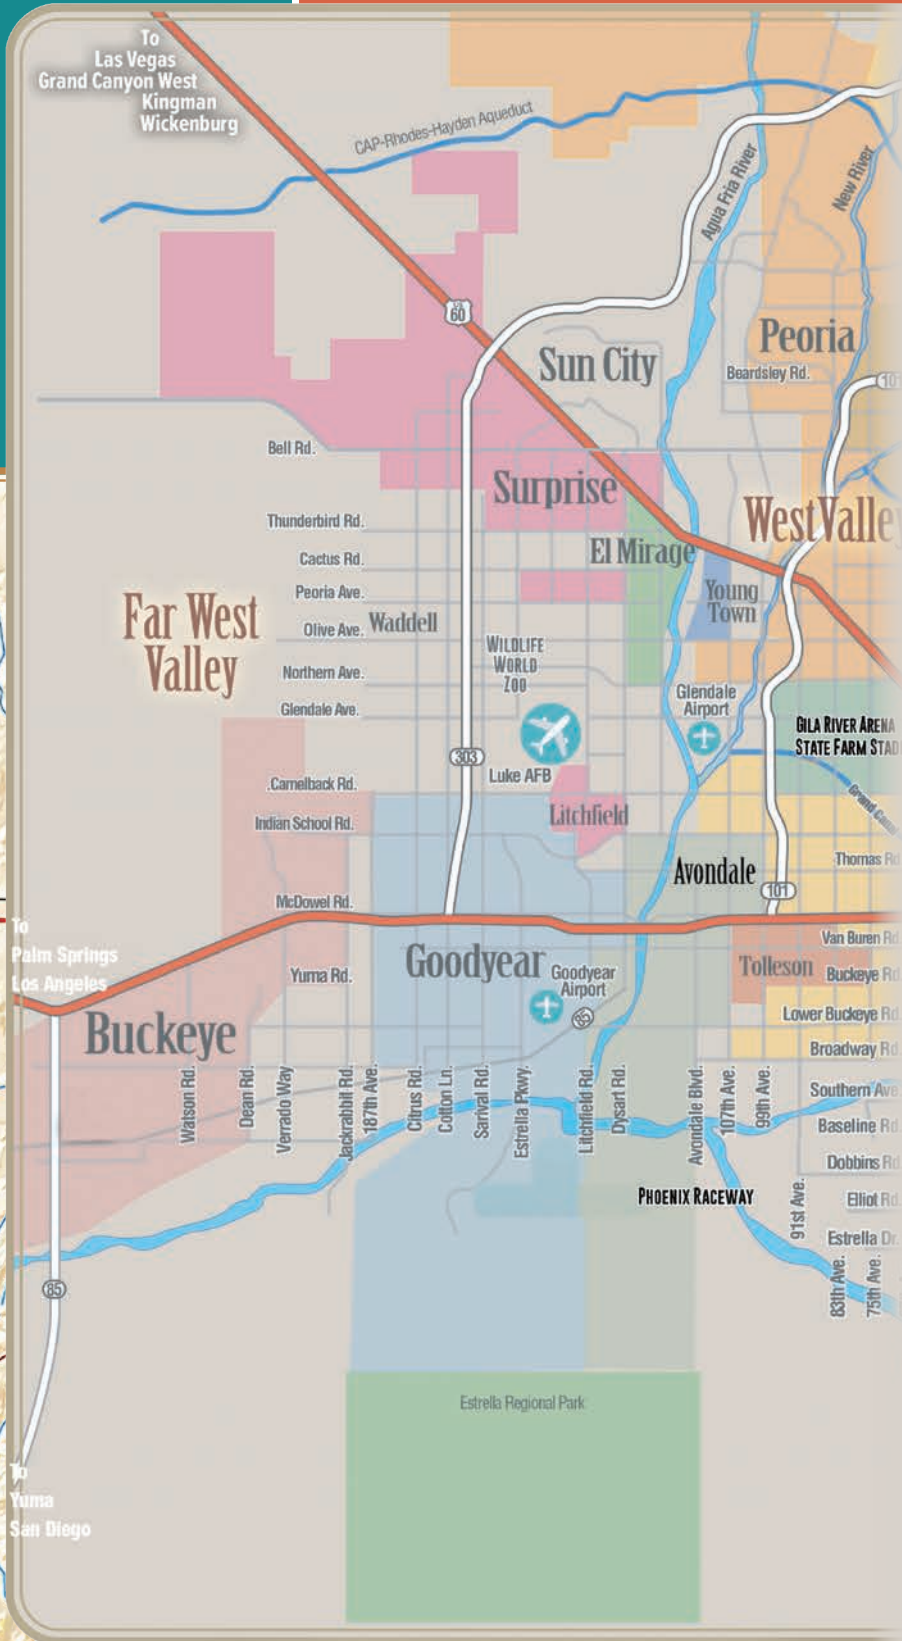 To
Las Vegas
Grand Canyon West
Kingman
Wickenburg
CAP-Rhodes-Hayden Aqueduct
Agua Fria River
New River
US
60
Sun City
Peoria
Beardsley Rd.
101
Bell Rd.
Surprise
WestValley
Thunderbird Rd.
El Mirage
Cactus Rd.
Peoria Ave.
Young
Town
Far West
Valley
Olive Ave.
Waddell
WILDLIFE
WORLD
ZOO
Northern Ave.
Glendale Ave.
Glendale
Airport
GILA RIVER ARENA
STATE FARM STAD
303
Luke AFB
Camelback Rd.
Grand Canal
Litchfield
Indian School Rd.
Thomas Rd
Avondale
101
McDowel Rd.
To
Palm Springs
Los Angeles
Van Buren Rd
Goodyear
Goodyear
Airport
Tolleson
Yuma Rd.
Buckeye Rd.
85
Lower Buckeye Rd.
Buckeye
Broadway Rd.
Watson Rd.
Dean Rd.
Verrado Way
Jackrabbit Rd.
187th Ave.
Citrus Rd.
Cotton Ln.
Sarival Rd.
Estrella Pkwy.
Litchfield Rd.
Dysart Rd.
Avondale Blvd.
107th Ave.
99th Ave.
Southern Ave
Baseline Rd.
Dobbins Rd
PHOENIX RACEWAY
91st Ave.
Elliot Rd.
Estrella Dr.
83th Ave.
75th Ave.
85
Estrella Regional Park
To
Yuma
San Diego